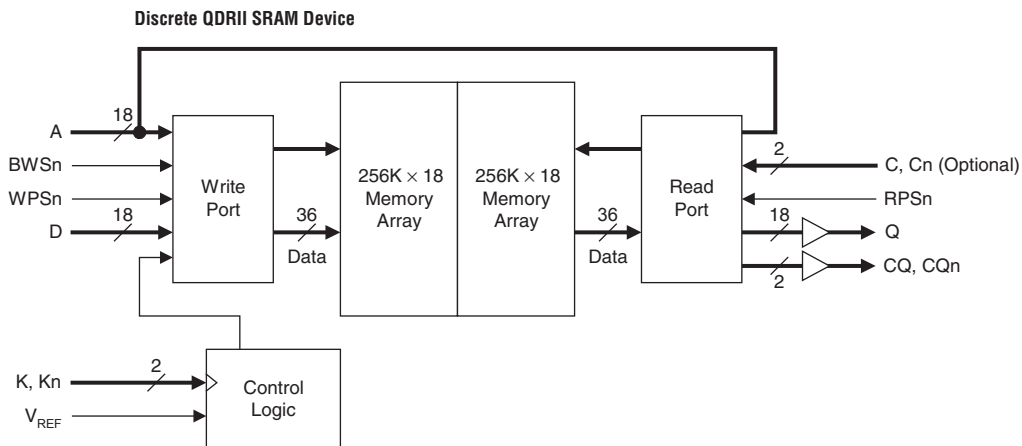 Discrete QDRII SRAM Device
A
18
BWSn
WPSn
D
18
Write
Port
36
Data
256K × 18
Memory
Array
256K × 18
Memory
Array
36
Data
Read
Port
2
C, Cn (Optional)
RPSn
18
Q
2
CQ, CQn
K, Kn
2
VREF
Control
Logic